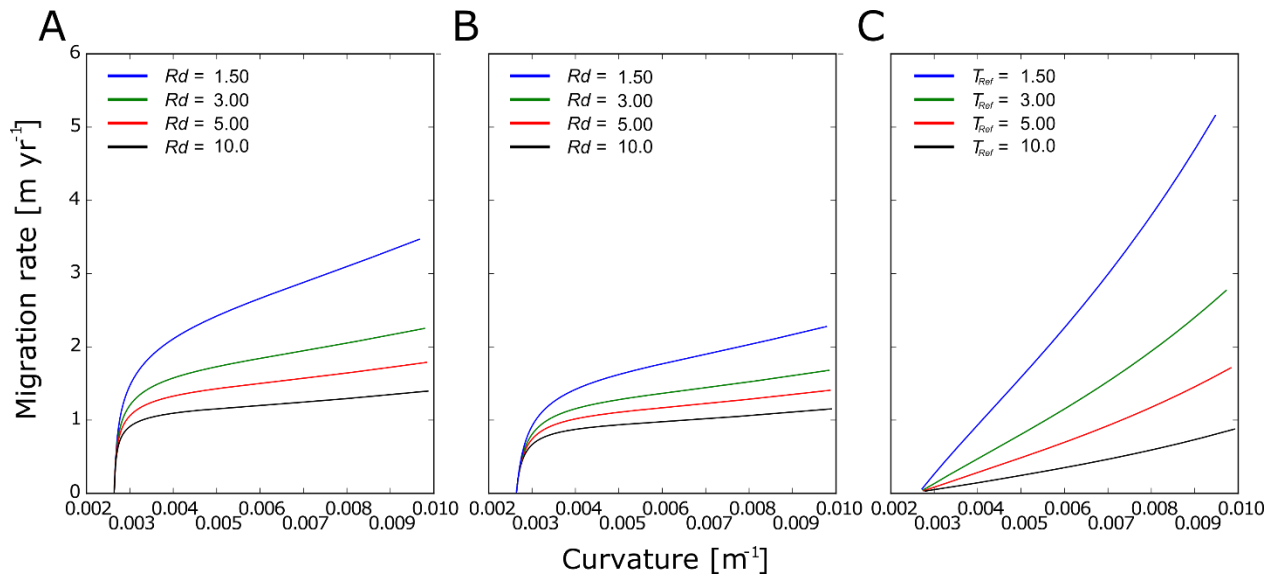 A
B
C
Migration rate [m yr⁻¹]
6
5
4
3
2
1
0
Rd = 1.50
Rd = 3.00
Rd = 5.00
Rd = 10.0
Rd = 1.50
Rd = 3.00
Rd = 5.00
Rd = 10.0
T_Ref = 1.50
T_Ref = 3.00
T_Ref = 5.00
T_Ref = 10.0
0.002 0.003 0.004 0.005 0.006 0.007 0.008 0.009 0.010
0.002 0.003 0.004 0.005 0.006 0.007 0.008 0.009 0.010
0.002 0.003 0.004 0.005 0.006 0.007 0.008 0.009 0.010
Curvature [m⁻¹]